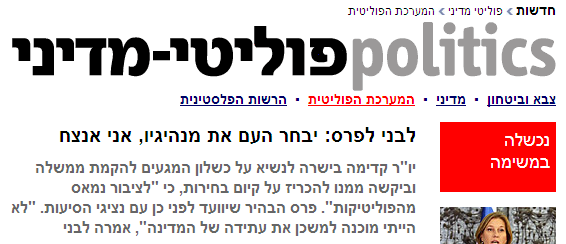 חדשות > פוליטי מדיני > המערכת הפוליטית
פוליטי-מדיני politics
צבא וביטחון ▪ מדיני ▪ המערכת הפוליטית ▪ הרשות הפלסטינית
נכשלה
במשימה
לבני לפרס: יבחר העם את מנהיגיו, אני אנצח
יו"ר קדימה בישרה לנשיא על כשלון המגעים להקמת ממשלה
וביקשה ממנו להכריז על קיום בחירות, כי "לציבור נמאס
מהפוליטיקות". פרס הבהיר שיוועד לפני כן עם נציגי הסיעות. "לא
הייתי מוכנה למשכן את עתידה של המדינה", אמרה לבני